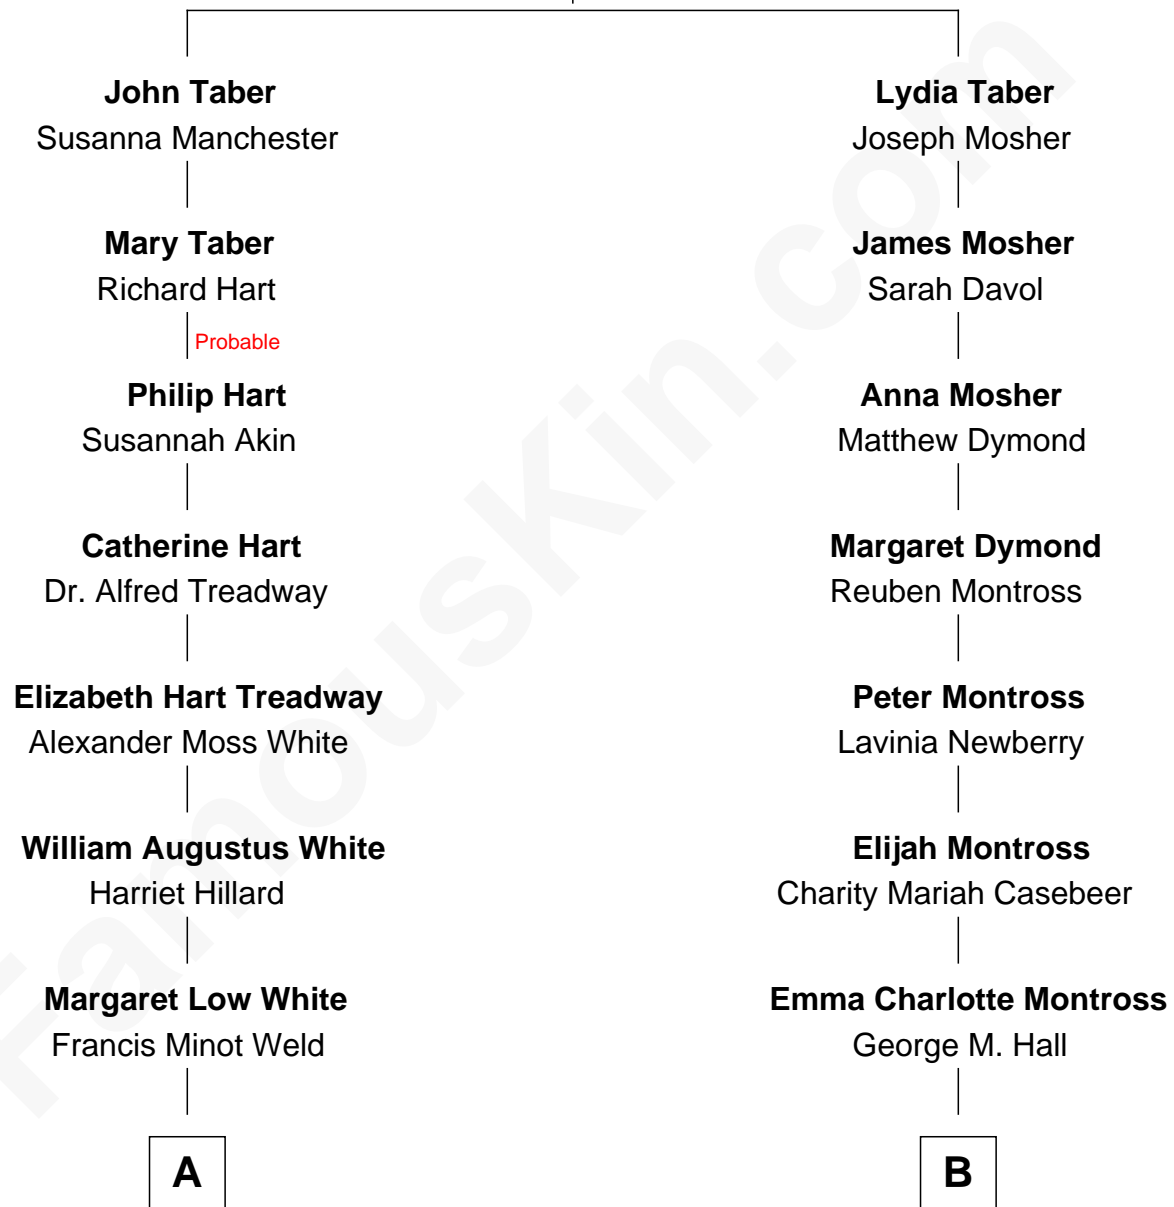 John Taber
Susanna Manchester
Mary Taber
Richard Hart
Probable
Philip Hart
Susannah Akin
Catherine Hart
Dr. Alfred Treadway
Elizabeth Hart Treadway
Alexander Moss White
William Augustus White
Harriet Hillard
Margaret Low White
Francis Minot Weld
A
Lydia Taber
Joseph Mosher
James Mosher
Sarah Davol
Anna Mosher
Matthew Dymond
Margaret Dymond
Reuben Montross
Peter Montross
Lavinia Newberry
Elijah Montross
Charity Mariah Casebeer
Emma Charlotte Montross
George M. Hall
B
FamousKin.com